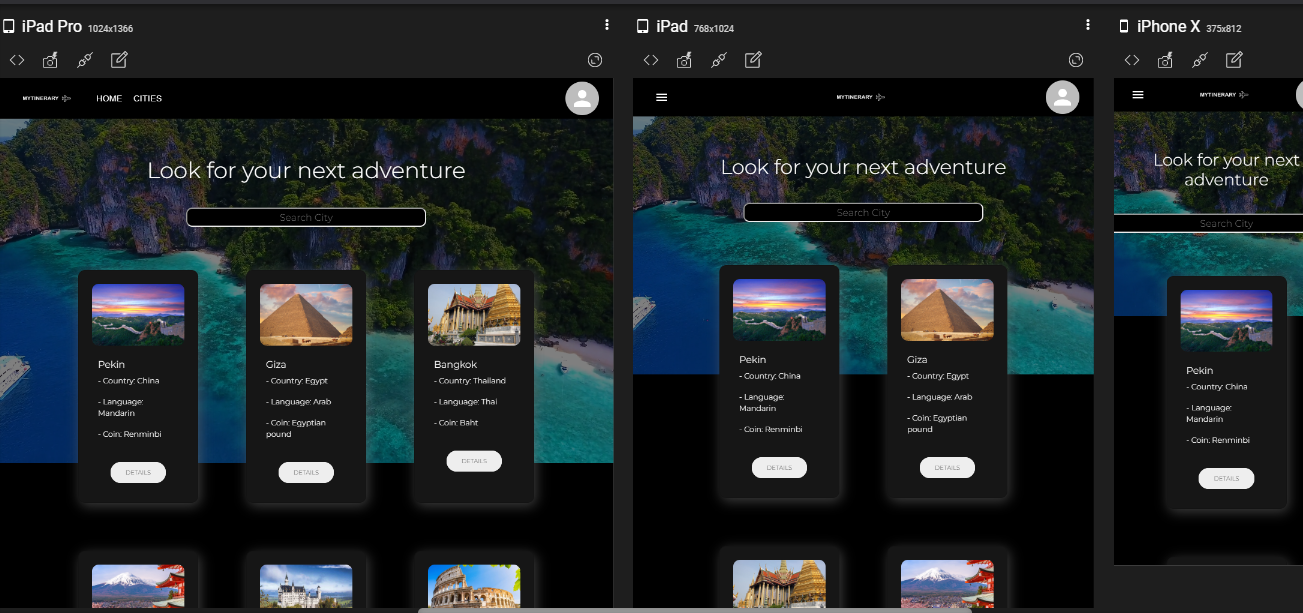 iPad Pro 1024x1366
MYTINERARY HOME CITIES
Look for your next adventure
Search City
Pekin
- Country: China
- Language:
Mandarin
- Coin: Renminbi
DETAILS
Giza
- Country: Egypt
- Language: Arab
- Coin: Egyptian
pound
DETAILS
Bangkok
- Country: Thailand
- Language: Thai
- Coin: Baht
DETAILS
iPad 768x1024
MYTINERARY
Look for your next adventure
Search City
Pekin
- Country: China
- Language:
Mandarin
- Coin: Renminbi
DETAILS
Giza
- Country: Egypt
- Language: Arab
- Coin: Egyptian
pound
DETAILS
iPhone X 375x812
MYTINERARY
Look for your next
adventure
Search City
Pekin
- Country: China
- Language:
Mandarin
- Coin: Renminbi
DETAILS